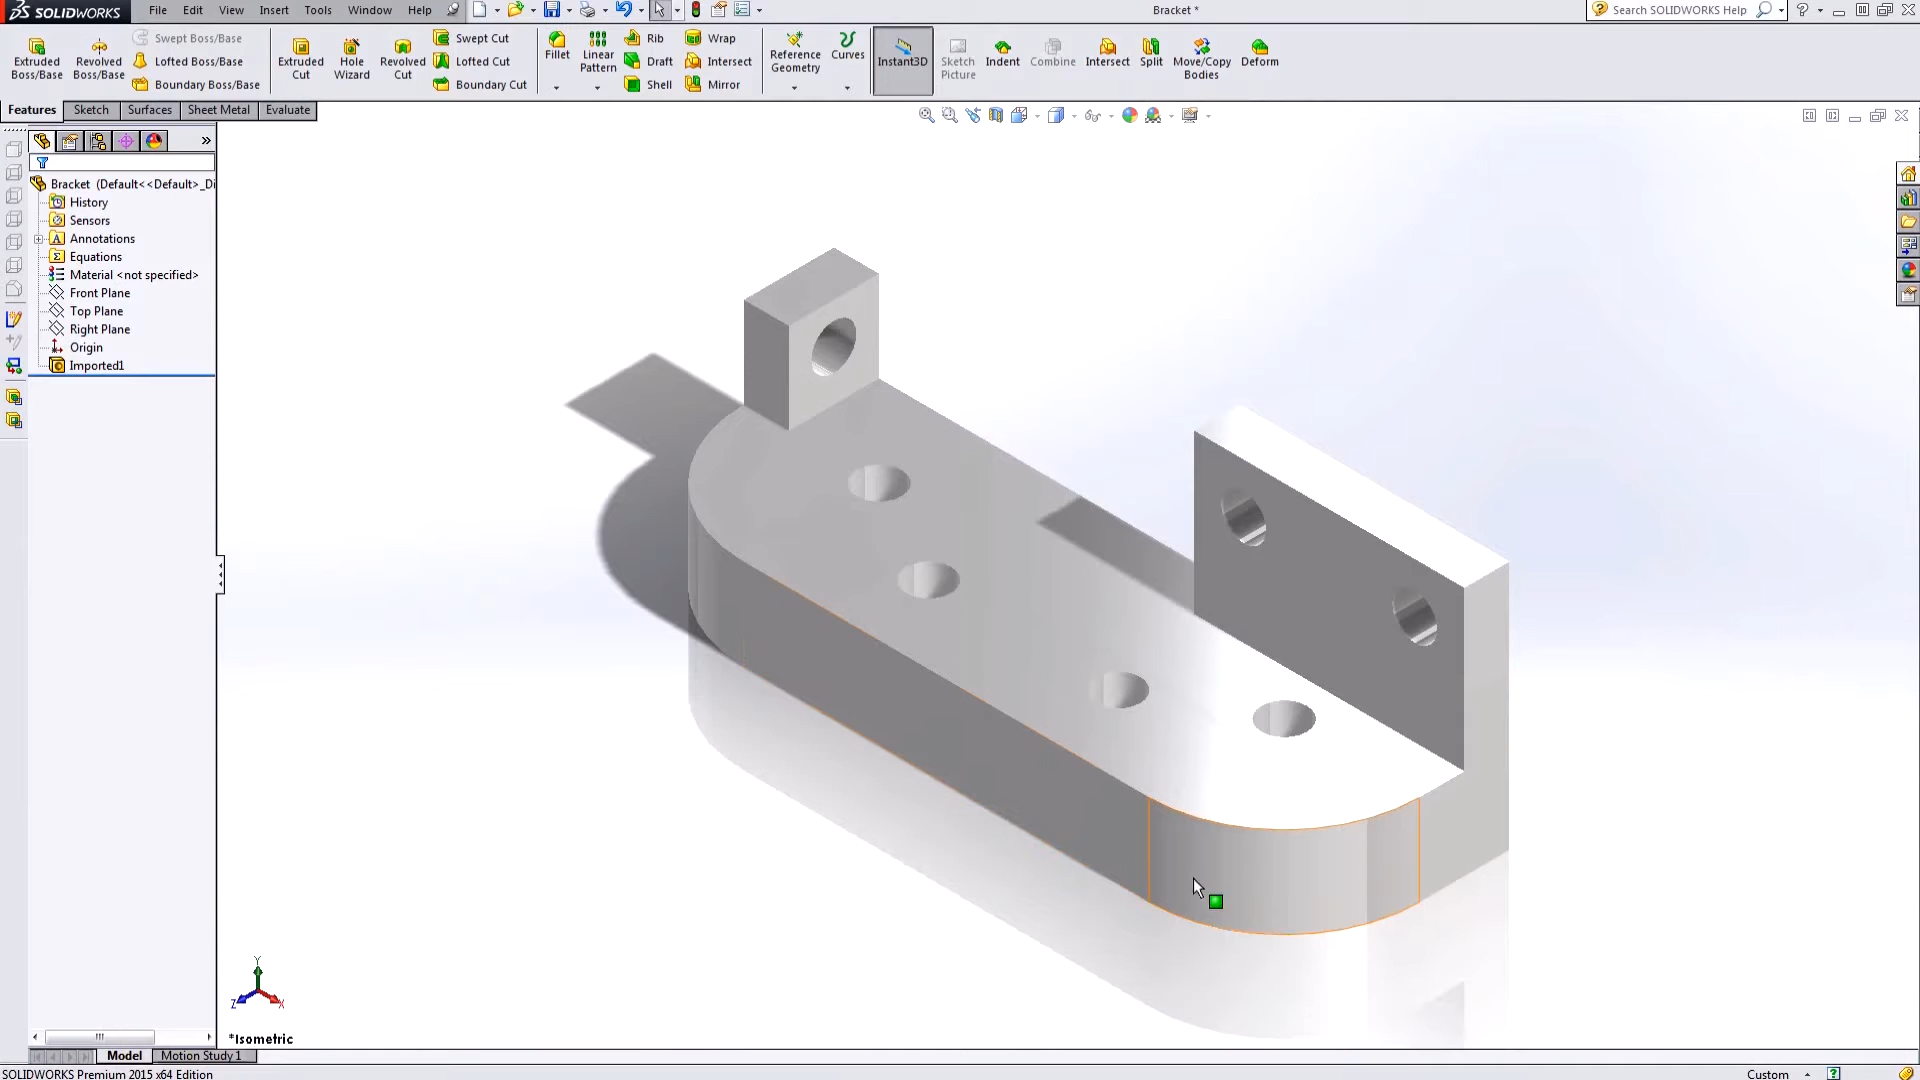 SOLIDWORKS File Edit View Insert Tools Window Help Bracket * Search SOLIDWORKS Help
Extruded Boss/Base
Revolved Boss/Base
Swept Boss/Base
Lofted Boss/Base
Boundary Boss/Base
Extruded Cut
Hole Wizard
Revolved Cut
Swept Cut
Lofted Cut
Boundary Cut
Fillet
Linear Pattern
Rib
Draft
Shell
Wrap
Intersect
Mirror
Reference Geometry
Curves
Instant3D
Sketch Picture
Indent
Combine
Intersect
Split
Move/Copy Bodies
Deform
Features Sketch Surfaces Sheet Metal Evaluate
Bracket (Default<<Default>_Di
History
Sensors
Annotations
Equations
Material <not specified>
Front Plane
Top Plane
Right Plane
Origin
Imported1
Y
Z X
*Isometric
Model Motion Study 1
SOLIDWORKS Premium 2015 x64 Edition Custom